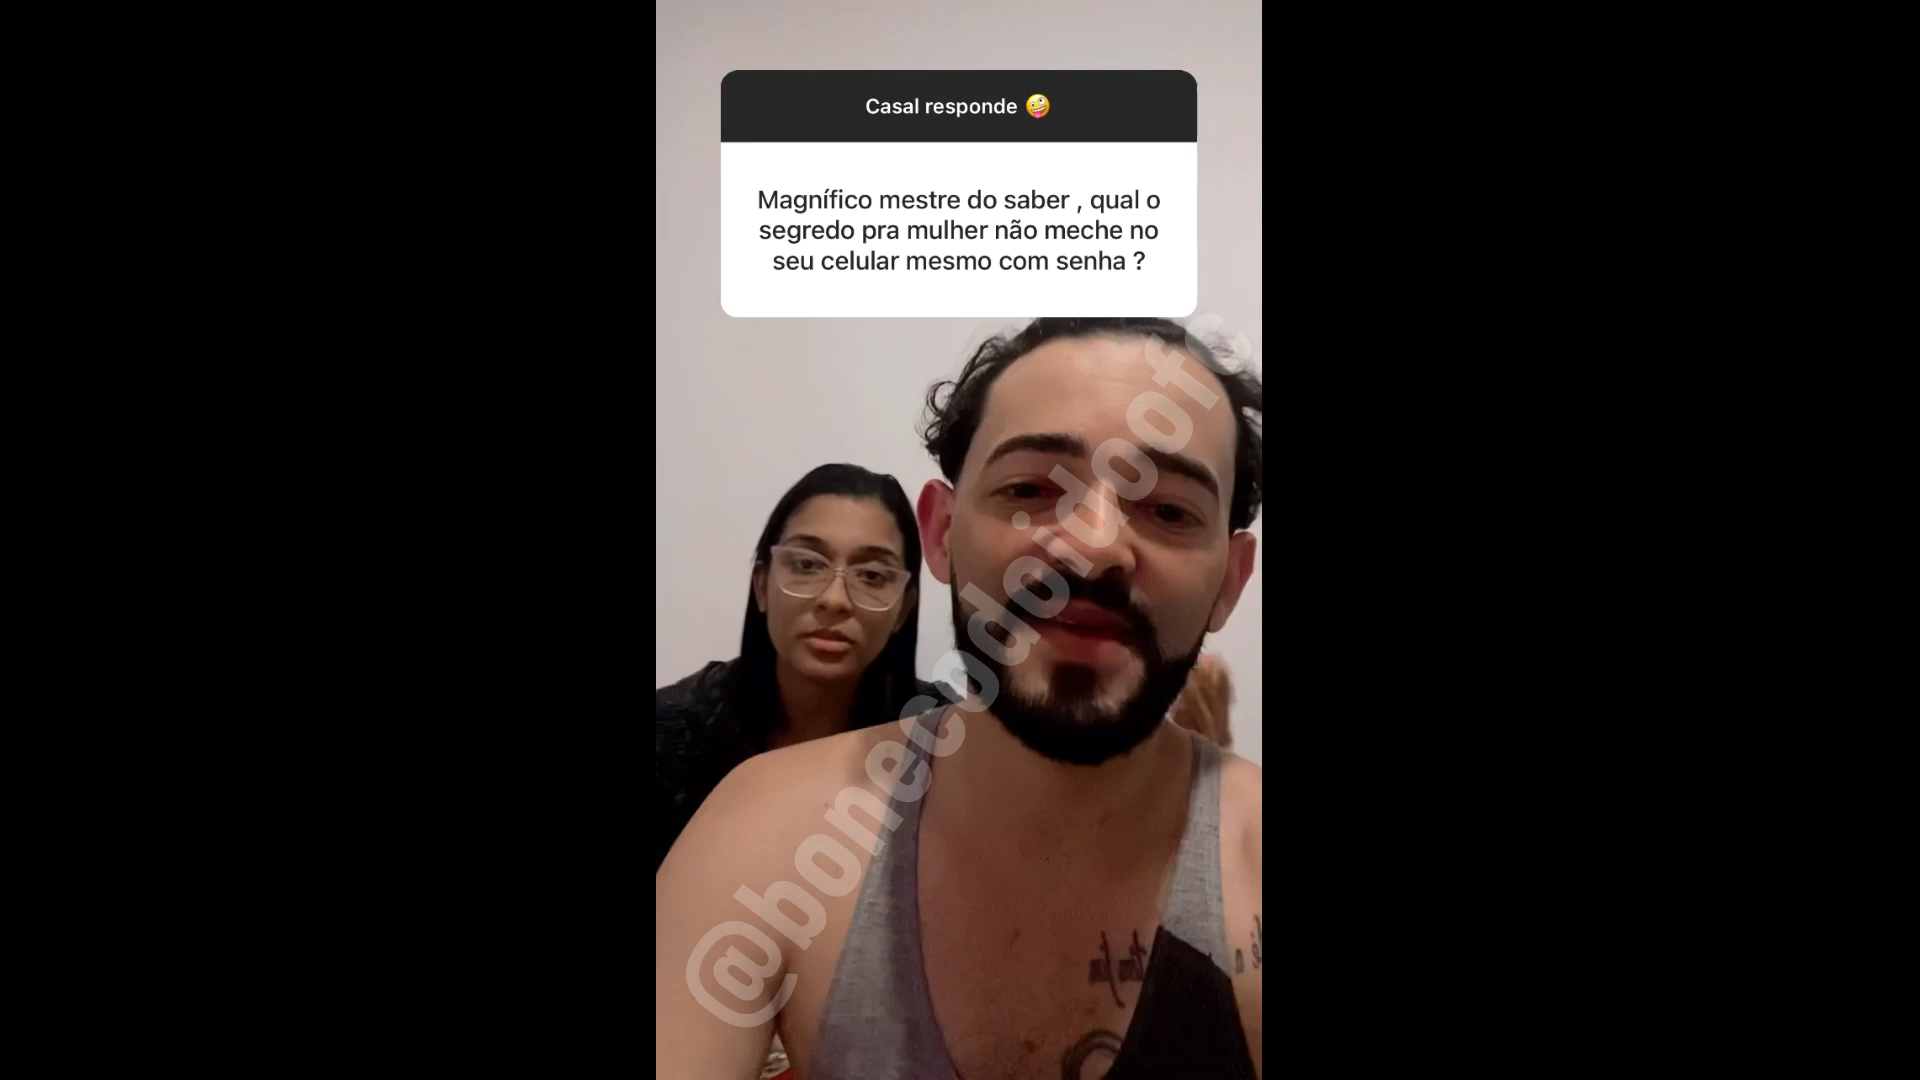 Casal responde 🤪
Magnífico mestre do saber , qual o
segredo pra mulher não meche no
seu celular mesmo com senha ?
@bonecodoidoofc